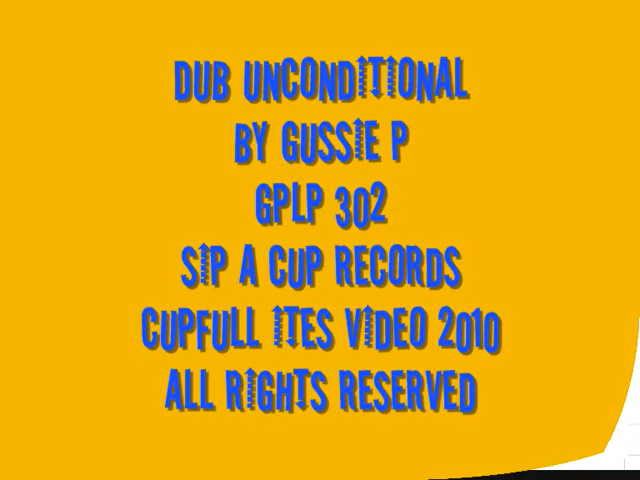 DUB UNCONDITIONAL
BY GUSSIE P
GPLP 302
SIP A CUP RECORDS
CUPFULL ITES VIDEO 2010
ALL RIGHTS RESERVED